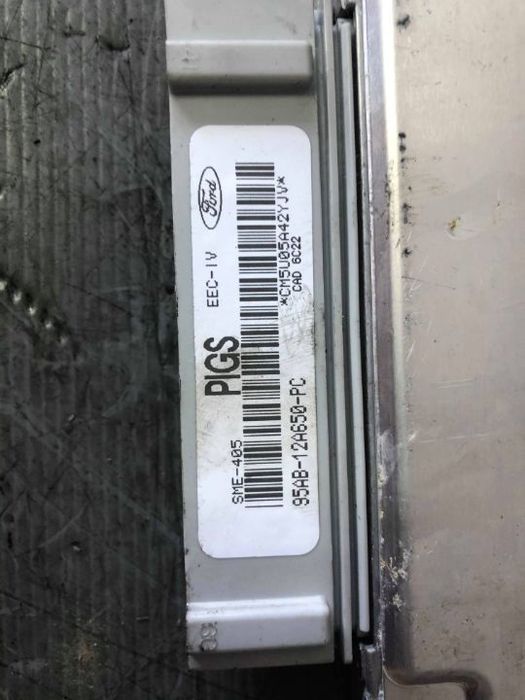 Ford
EEC-IV
*CM5U05A42YJV*
CAD 6C22
PIGS
SME-405
95AB-12A650-PC